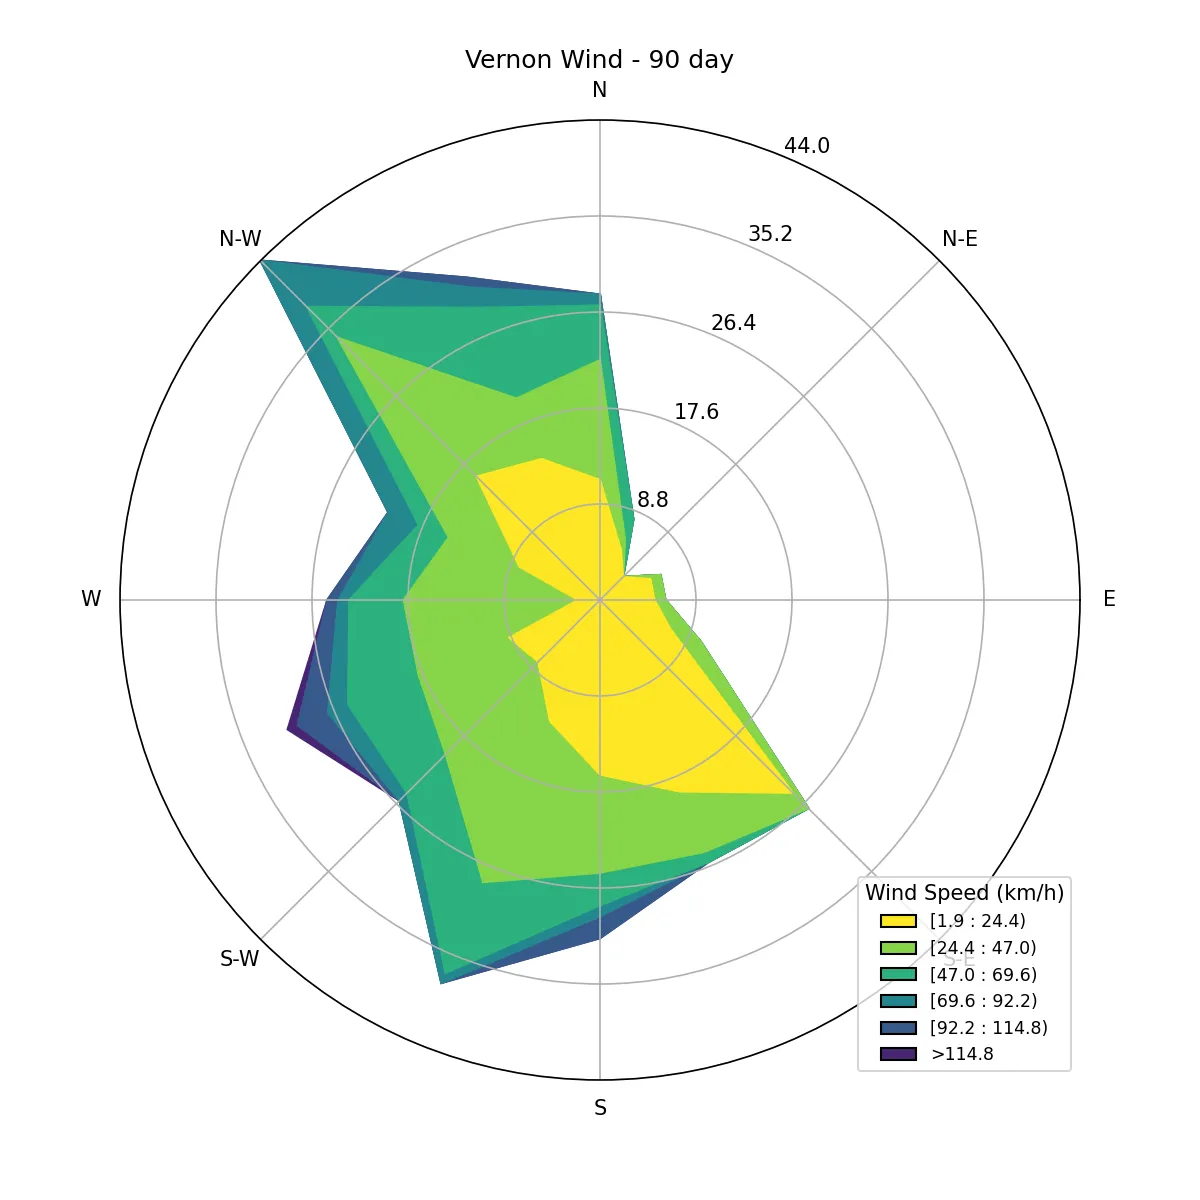 Vernon Wind - 90 day
N
44.0
N-W
35.2
N-E
26.4
17.6
8.8
W
E
Wind Speed (km/h)
[1.9 : 24.4)
[24.4 : 47.0)
S-W
S-E
[47.0 : 69.6)
[69.6 : 92.2)
[92.2 : 114.8)
>114.8
S